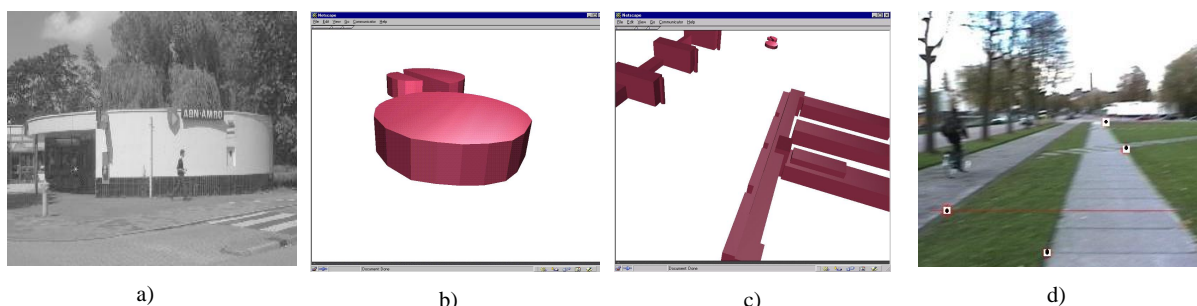 ABN·AMRO
Netscape
File Edit View Go Communicator Help
Document Done
Netscape
File Edit View Go Communicator Help
Document Done
a)
b)
c)
d)